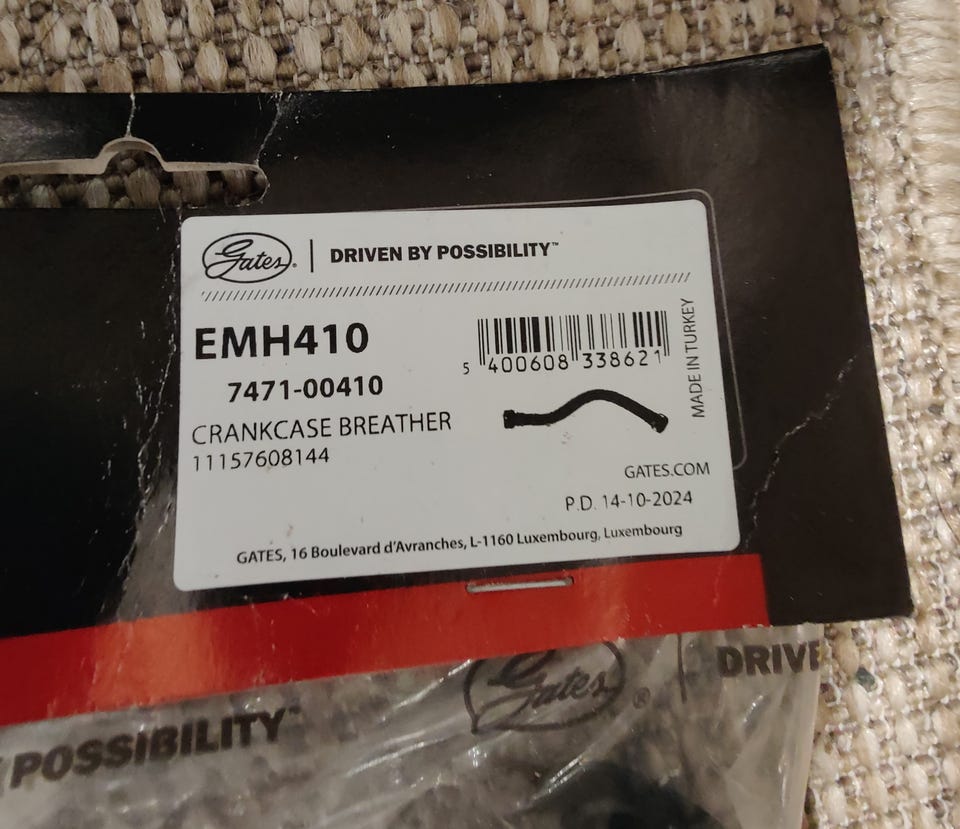 Gates® | DRIVEN BY POSSIBILITY™
EMH410
7471-00410
CRANKCASE BREATHER
11157608144
5 400608 338621
MADE IN TURKEY
GATES.COM
P.D. 14-10-2024
GATES, 16 Boulevard d'Avranches, L-1160 Luxembourg, Luxembourg
Gates® | DRIVE
POSSIBILITY™